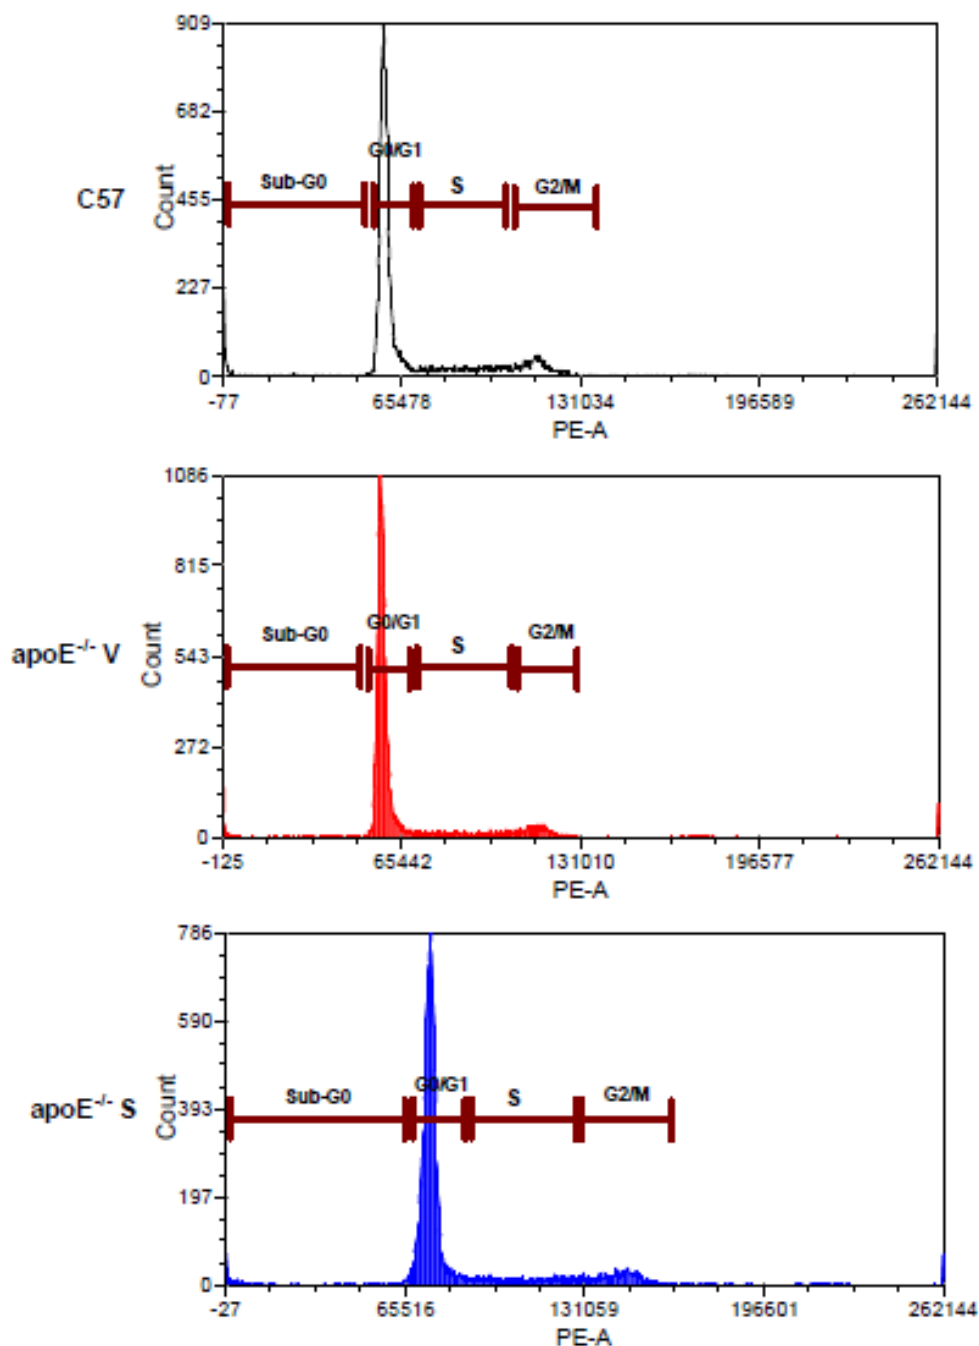 909
682
455
227
0
C57
Count
Sub-G0
G0/G1
S
G2/M
-77
65478
131034
196589
262144
PE-A
1086
815
543
272
0
apoE-/- V
Count
Sub-G0
G0/G1
S
G2/M
-125
65442
131010
196577
262144
PE-A
786
590
393
197
0
apoE-/- S
Count
Sub-G0
G0/G1
S
G2/M
-27
65516
131059
196601
262144
PE-A